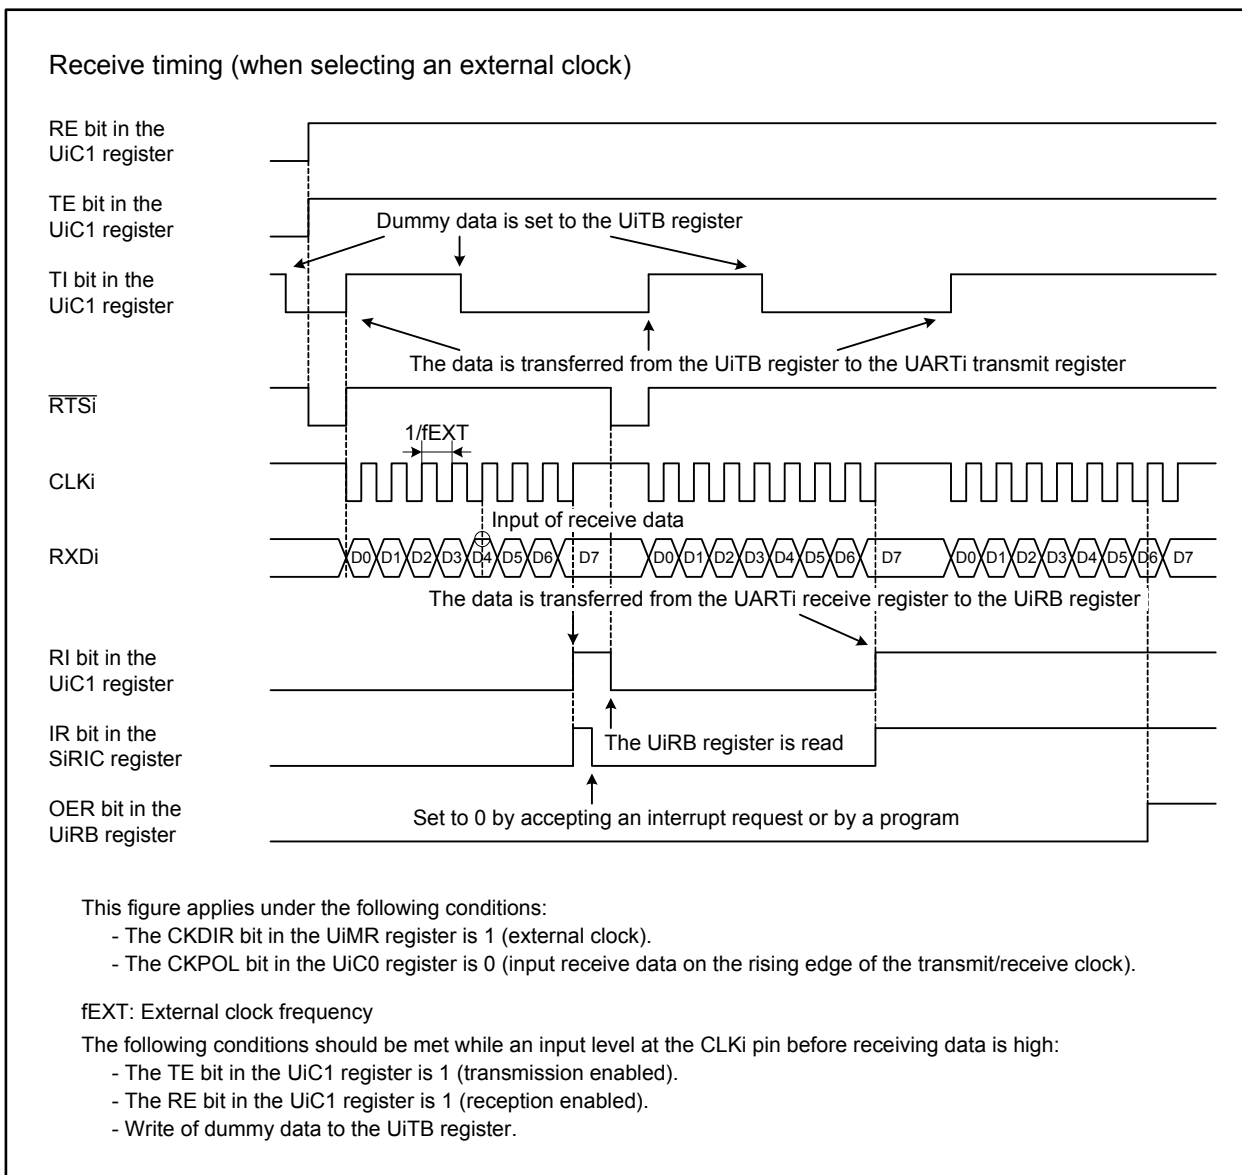 Receive timing (when selecting an external clock)
RE bit in the
UiC1 register
TE bit in the
UiC1 register
Dummy data is set to the UiTB register
TI bit in the
UiC1 register
The data is transferred from the UiTB register to the UARTi transmit register
RTSi
1/fEXT
CLKi
Input of receive data
RXDi
D0 D1 D2 D3 D4 D5 D6 D7 D0 D1 D2 D3 D4 D5 D6 D7 D0 D1 D2 D3 D4 D5 D6 D7
The data is transferred from the UARTi receive register to the UiRB register
RI bit in the
UiC1 register
The UiRB register is read
IR bit in the
SiRIC register
Set to 0 by accepting an interrupt request or by a program
OER bit in the
UiRB register
This figure applies under the following conditions:
- The CKDIR bit in the UiMR register is 1 (external clock).
- The CKPOL bit in the UiC0 register is 0 (input receive data on the rising edge of the transmit/receive clock).
fEXT: External clock frequency
The following conditions should be met while an input level at the CLKi pin before receiving data is high:
- The TE bit in the UiC1 register is 1 (transmission enabled).
- The RE bit in the UiC1 register is 1 (reception enabled).
- Write of dummy data to the UiTB register.